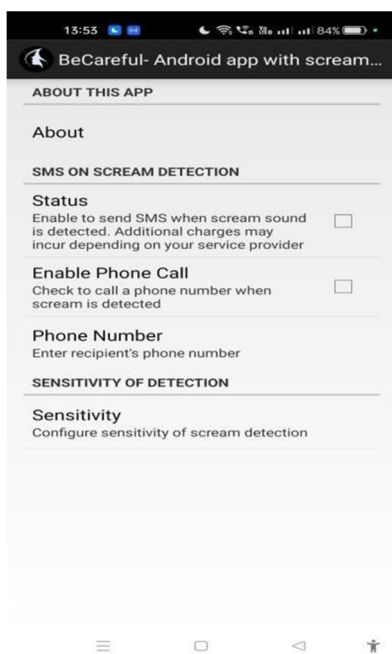 13:53 84%
BeCareful- Android app with scream...
ABOUT THIS APP
About
SMS ON SCREAM DETECTION
Status
Enable to send SMS when scream sound
is detected. Additional charges may
incur depending on your service provider
Enable Phone Call
Check to call a phone number when
scream is detected
Phone Number
Enter recipient's phone number
SENSITIVITY OF DETECTION
Sensitivity
Configure sensitivity of scream detection